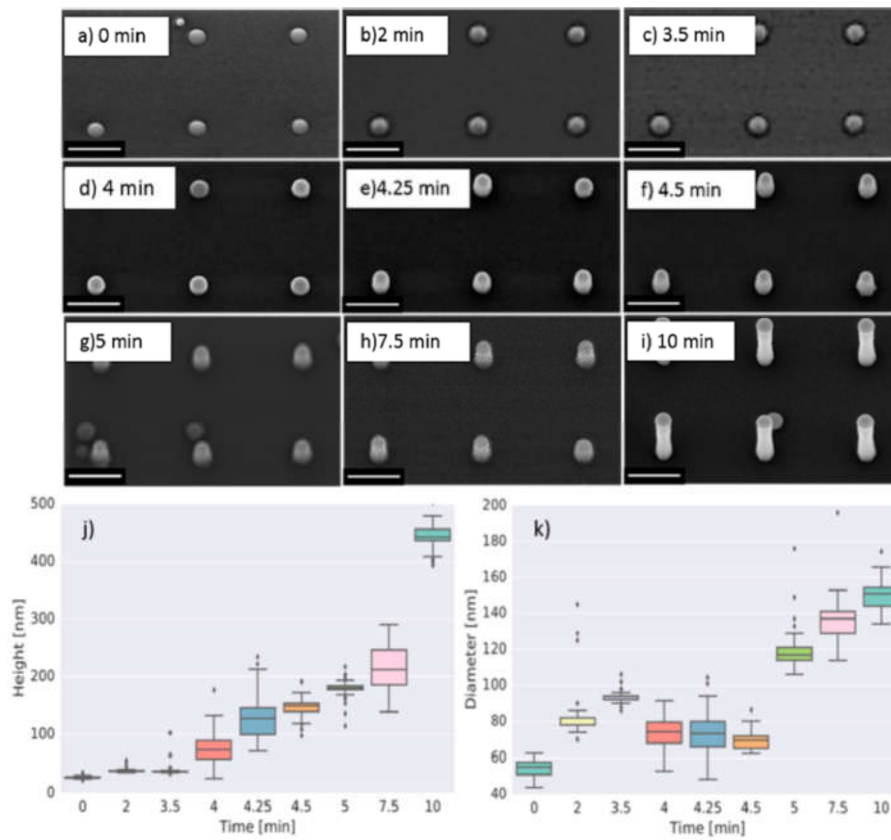 a) 0 min
b)2 min
c) 3.5 min
d) 4 min
e)4.25 min
f) 4.5 min
g)5 min
h)7.5 min
i) 10 min
j)
500
400
300
200
100
0
Height [nm]
0 2 3.5 4 4.25 4.5 5 7.5 10
Time [min]
k)
200
180
160
140
120
100
80
60
40
Diameter [nm]
0 2 3.5 4 4.25 4.5 5 7.5 10
Time [min]